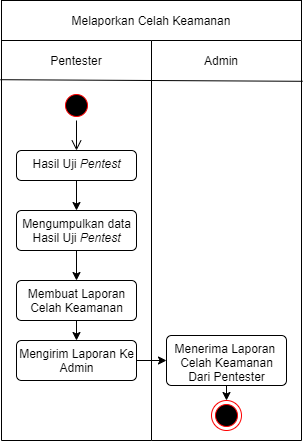 Melaporkan Celah Keamanan
Pentester
Admin
Hasil Uji Pentest
Mengumpulkan data
Hasil Uji Pentest
Membuat Laporan
Celah Keamanan
Mengirim Laporan Ke
Admin
Menerima Laporan
Celah Keamanan
Dari Pentester